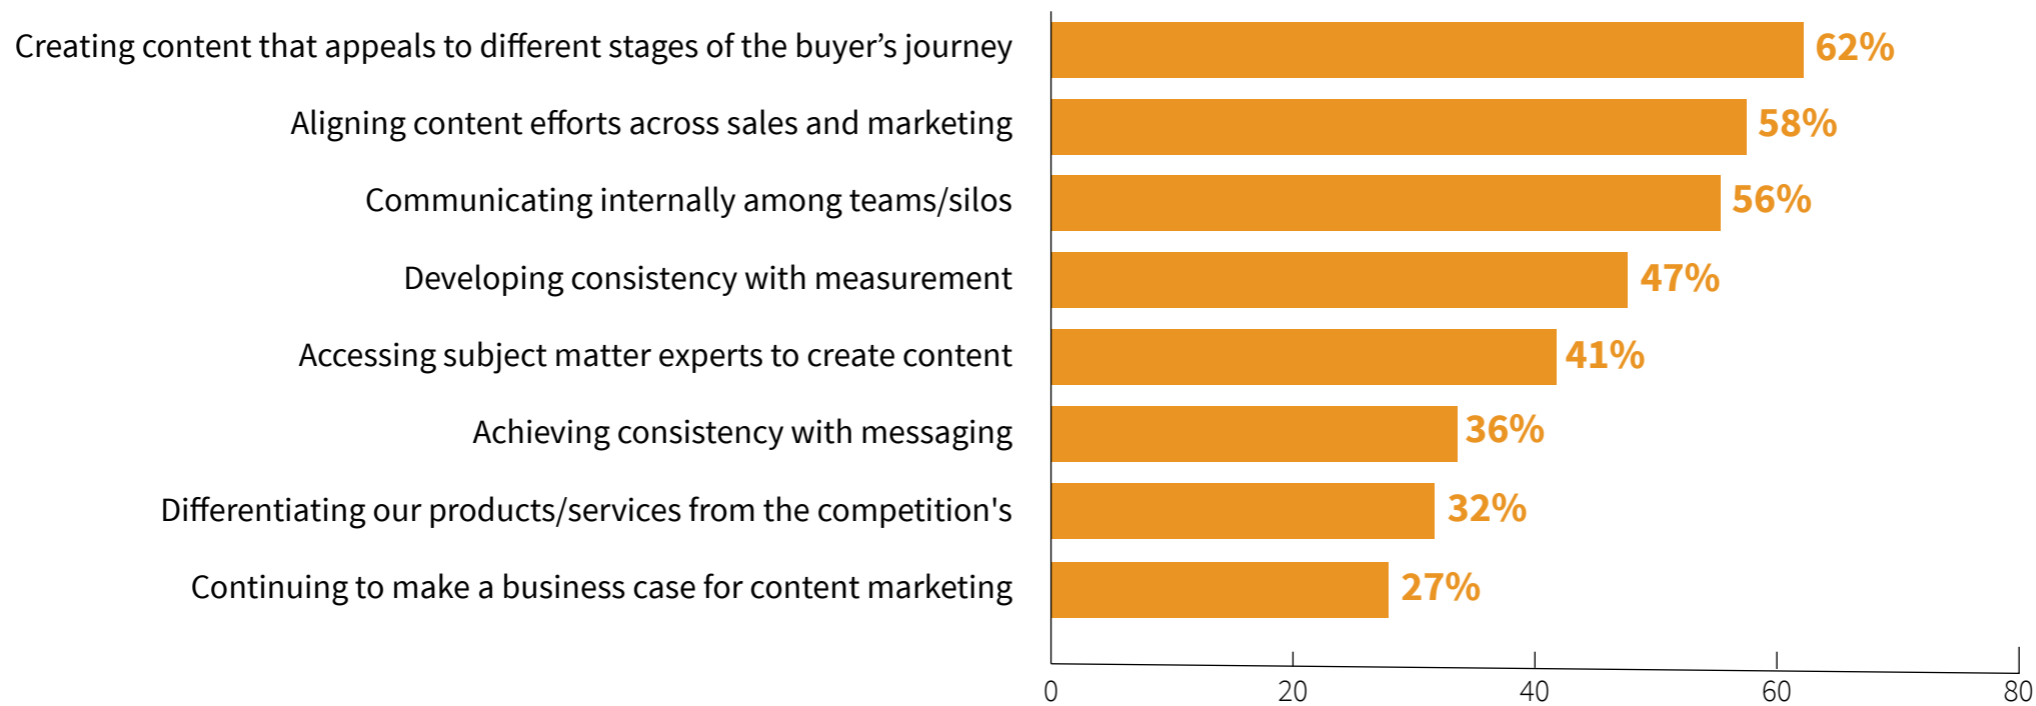 Creating content that appeals to different stages of the buyer’s journey 62%
Aligning content efforts across sales and marketing 58%
Communicating internally among teams/silos 56%
Developing consistency with measurement 47%
Accessing subject matter experts to create content 41%
Achieving consistency with messaging 36%
Differentiating our products/services from the competition's 32%
Continuing to make a business case for content marketing 27%
0 20 40 60 80